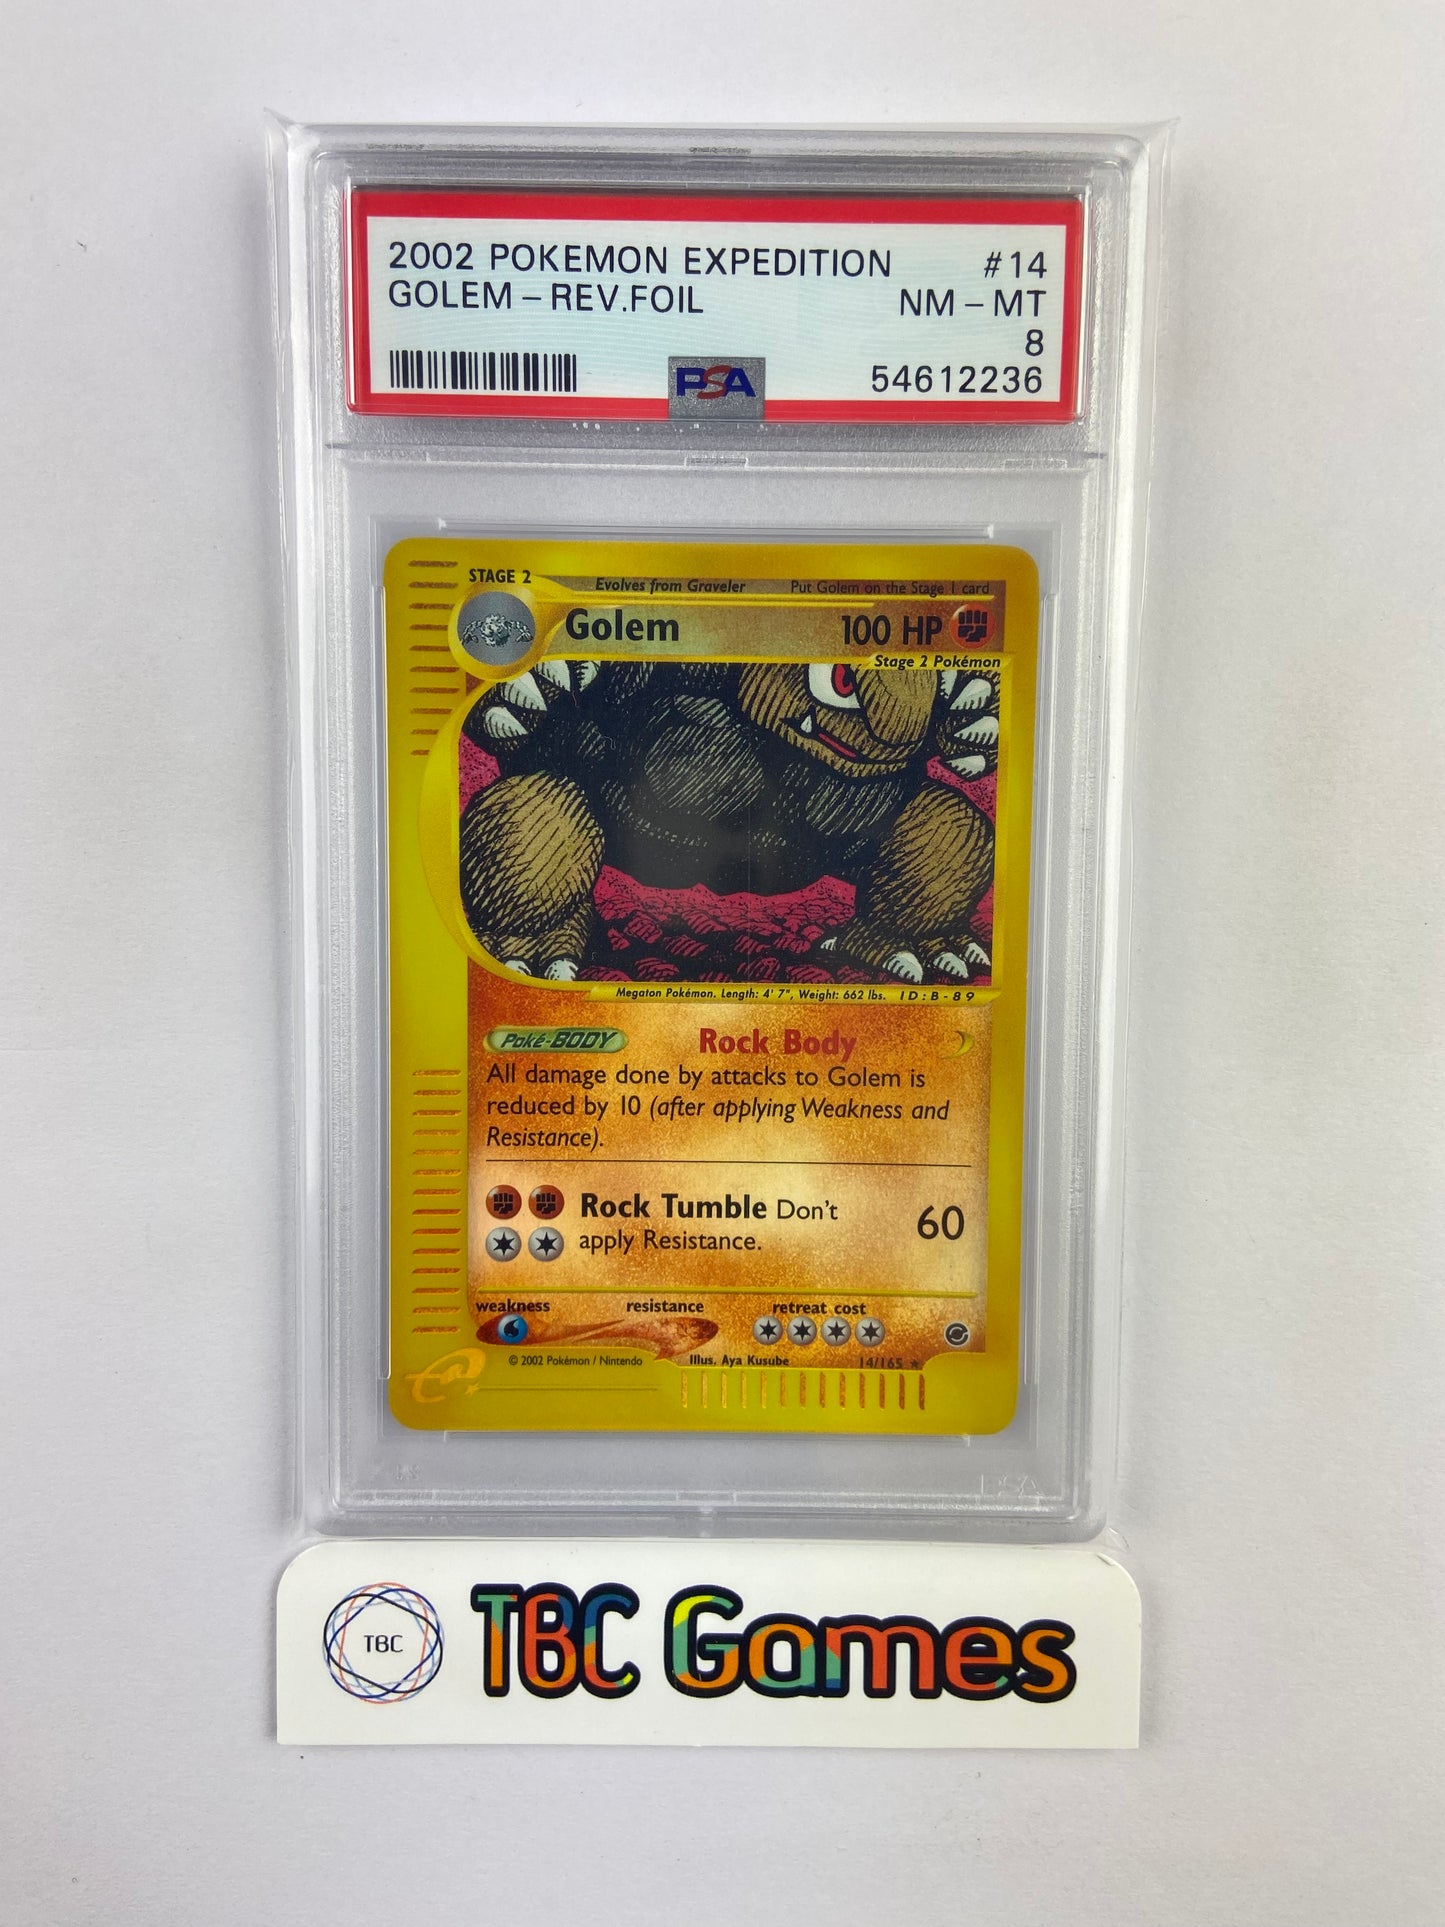 2002 POKEMON EXPEDITION #14
GOLEM - REV.FOIL NM - MT
8
PSA 54612236
STAGE 2
Evolves from Graveler Put Golem on the Stage 1 card
Golem 100 HP
Stage 2 Pokémon
Megaton Pokémon. Length: 4' 7", Weight: 662 lbs. ID:B-89
Poké-BODY Rock Body
All damage done by attacks to Golem is
reduced by 10 (after applying Weakness and
Resistance).
Rock Tumble Don't 60
apply Resistance.
weakness resistance retreat cost
© 2002 Pokémon / Nintendo Illus. Aya Kusube 14/165 ★
e
PSA
TBC TBC Games